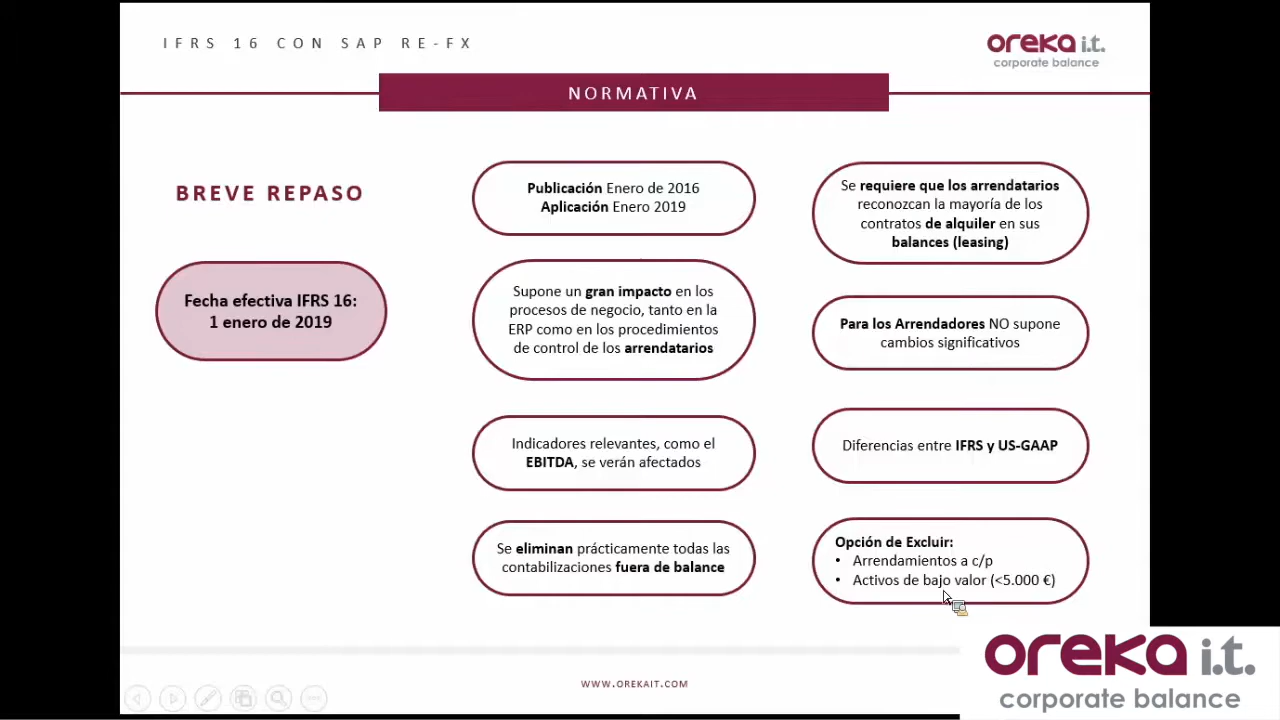 IFRS 16 CON SAP RE-FX
oreka i.t.
corporate balance
NORMATIVA
BREVE REPASO
Fecha efectiva IFRS 16:
1 enero de 2019
Publicación Enero de 2016
Aplicación Enero 2019
Supone un gran impacto en los
procesos de negocio, tanto en la
ERP como en los procedimientos
de control de los arrendatarios
Indicadores relevantes, como el
EBITDA, se verán afectados
Se eliminan prácticamente todas las
contabilizaciones fuera de balance
Se requiere que los arrendatarios
reconozcan la mayoría de los
contratos de alquiler en sus
balances (leasing)
Para los Arrendadores NO supone
cambios significativos
Diferencias entre IFRS y US-GAAP
Opción de Excluir:
• Arrendamientos a c/p
• Activos de bajo valor (<5.000 €)
WWW.OREKAIT.COM
oreka i.t.
corporate balance